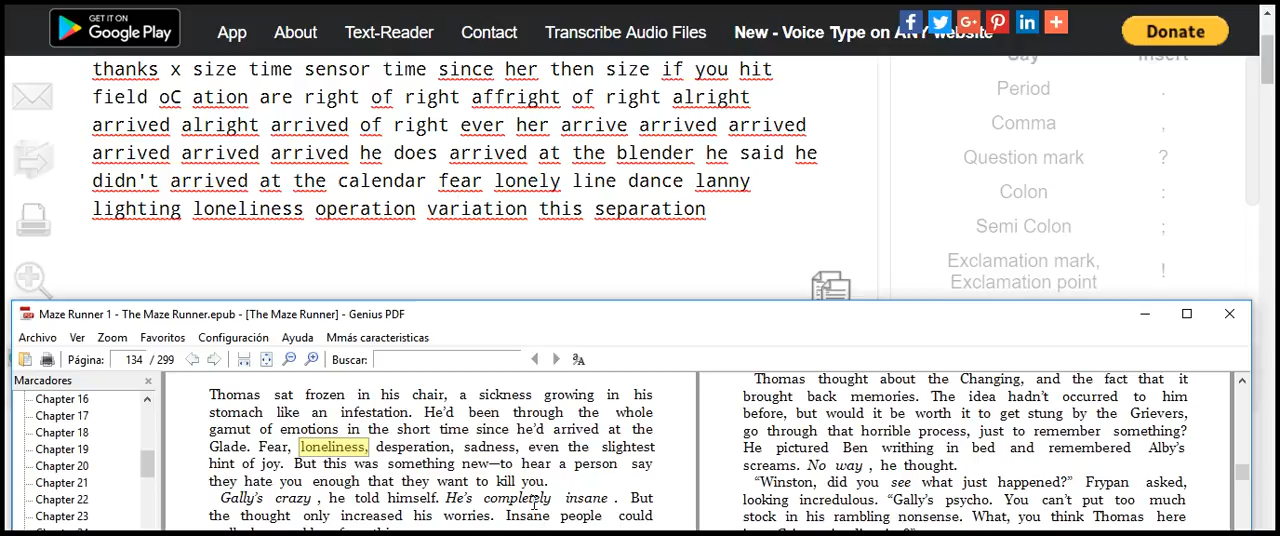 GET IT ON
Google Play
App
About
Text-Reader
Contact
Transcribe Audio Files
New - Voice Type on ANY website
Donate
thanks x size time sensor time since her then size if you hit
field oC ation are right of right affright of right alright
arrived alright arrived of right ever her arrive arrived arrived
arrived arrived arrived he does arrived at the blender he said he
didn't arrived at the calendar fear lonely line dance lanny
lighting loneliness operation variation this separation
Say
Insert
Period .
Comma ,
Question mark ?
Colon :
Semi Colon ;
Exclamation mark,
Exclamation point !
Maze Runner 1 - The Maze Runner.epub - [The Maze Runner] - Genius PDF
Archivo Ver Zoom Favoritos Configuración Ayuda Mmás características
Página: 134 / 299 Buscar:
Marcadores
Chapter 16
Chapter 17
Chapter 18
Chapter 19
Chapter 20
Chapter 21
Chapter 22
Chapter 23
Thomas sat frozen in his chair, a sickness growing in his
stomach like an infestation. He'd been through the whole
gamut of emotions in the short time since he'd arrived at the
Glade. Fear, loneliness, desperation, sadness, even the slightest
hint of joy. But this was something new—to hear a person say
they hate you enough that they want to kill you.
Gally's crazy , he told himself. He's completely insane . But
the thought only increased his worries. Insane people could
Thomas thought about the Changing, and the fact that it
brought back memories. The idea hadn't occurred to him
before, but would it be worth it to get stung by the Grievers,
go through that horrible process, just to remember something?
He pictured Ben writhing in bed and remembered Alby's
screams. No way , he thought.
"Winston, did you see what just happened?" Frypan asked,
looking incredulous. "Gally's psycho. You can't put too much
stock in his rambling nonsense. What, you think Thomas here